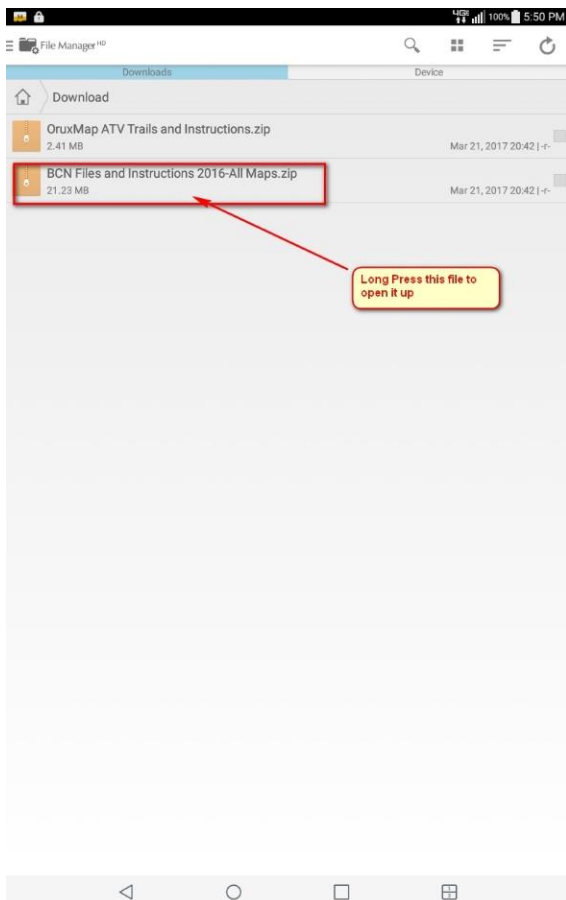 4GE 100% 5:50 PM
File Manager HD
Downloads Device
Download
OruxMap ATV Trails and Instructions.zip
2.41 MB Mar 21, 2017 20:42 | -r-
BCN Files and Instructions 2016-All Maps.zip
21.23 MB Mar 21, 2017 20:42 | -r-
Long Press this file to
open it up